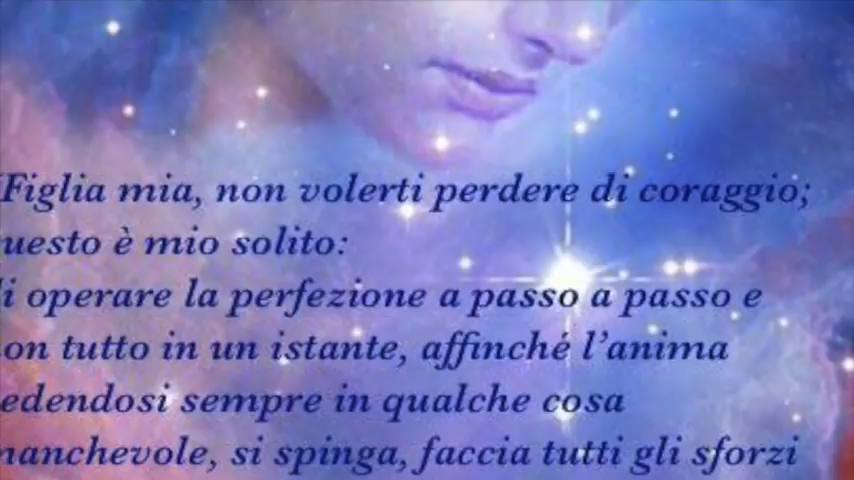 Figlia mia, non volerti perdere di coraggio;
uesto è mio solito:
i operare la perfezione a passo a passo e
on tutto in un istante, affinché l'anima
edendosi sempre in qualche cosa
manchevole, si spinga, faccia tutti gli sforzi